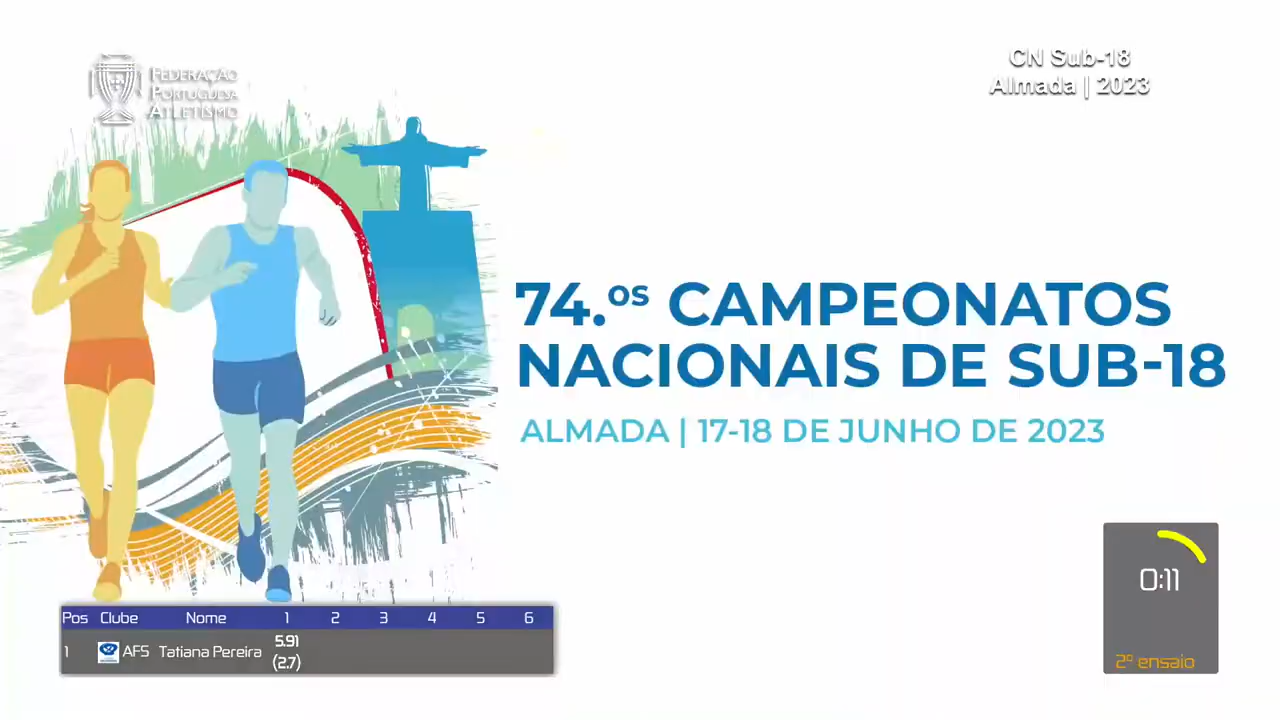 FEDERAÇÃO
PORTUGUESA
ATLETISMO
CN Sub-18
Almada | 2023
74.ºˢ CAMPEONATOS
NACIONAIS DE SUB-18
ALMADA | 17-18 DE JUNHO DE 2023
0:11
2º ensaio
Pos Clube Nome 1 2 3 4 5 6
1 AFS Tatiana Pereira 5.91
(2.7)